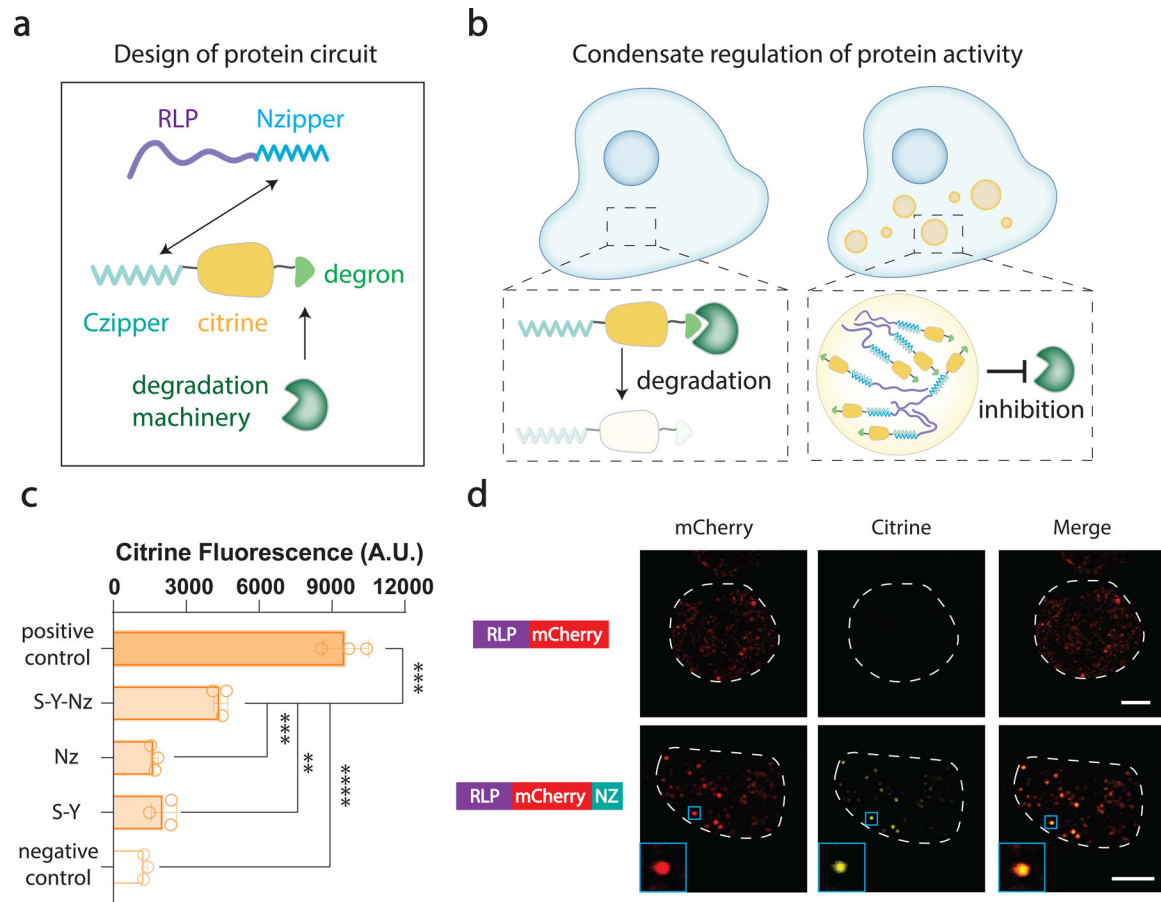 a
Design of protein circuit
RLP
Nzipper
degron
Czipper
citrine
degradation
machinery
b
Condensate regulation of protein activity
degradation
inhibition
c
Citrine Fluorescence (A.U.)
0 3000 6000 9000 12000
positive
control
S-Y-Nz
Nz
S-Y
negative
control
***
***
**
****
d
mCherry
Citrine
Merge
RLP mCherry
RLP mCherry NZ